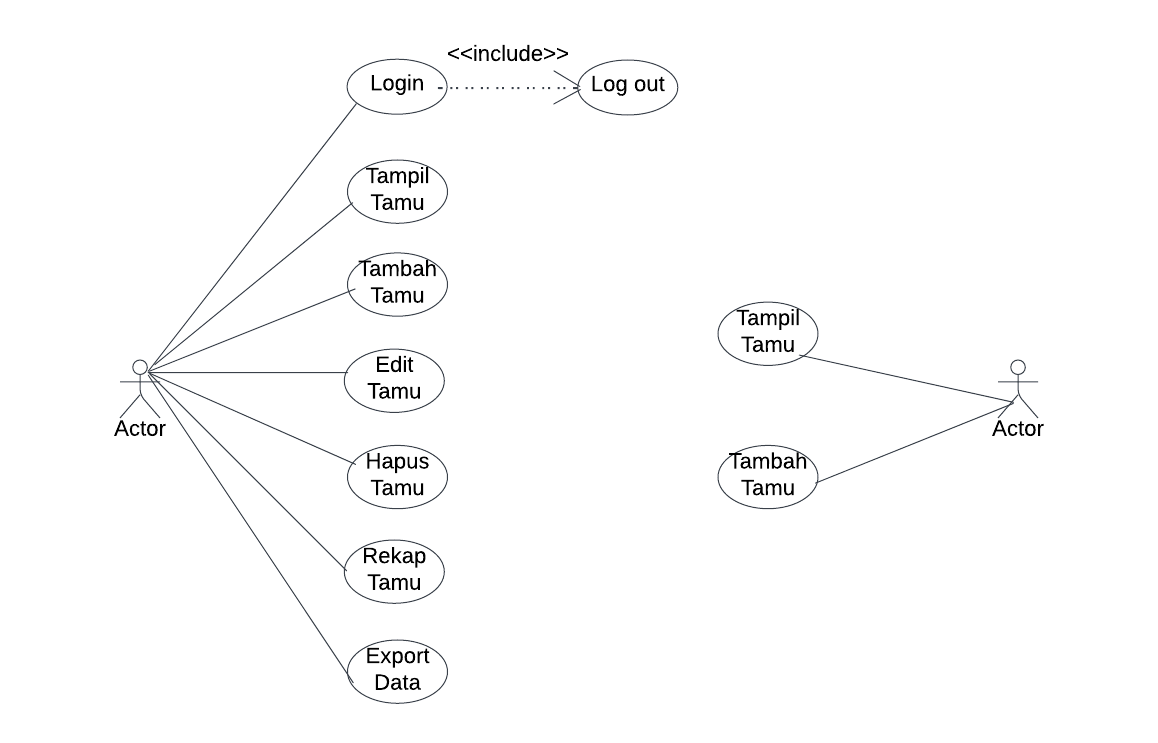 <<include>>
Login
Log out
Tampil
Tamu
Tambah
Tamu
Edit
Tamu
Hapus
Tamu
Rekap
Tamu
Export
Data
Actor
Tampil
Tamu
Tambah
Tamu
Actor